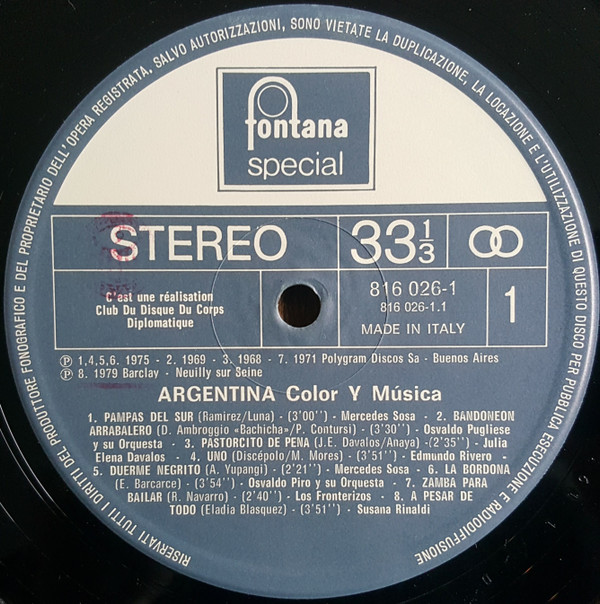 RISERVATI TUTTI I DIRITTI DEL PRODUTTORE FONOGRAFICO E DEL PROPRIETARIO DELL'OPERA REGISTRATA, SALVO AUTORIZZAZIONI, SONO VIETATE LA DUPLICAZIONE, LA LOCAZIONE E L'UTILIZZAZIONE DI QUESTO DISCO PER PUBBLICA ESECUZIONE E RADIODIFFUSIONE
fontana
special
STEREO 33 1/3
C'est une réalisation
Club Du Disque Du Corps
Diplomatique
816 026-1
816 026-1.1
MADE IN ITALY
1
Ⓟ 1,4,5,6. 1975 - 2. 1969 - 3. 1968 - 7. 1971 Polygram Discos Sa - Buenos Aires
Ⓟ 8. 1979 Barclay - Neuilly sur Seine
ARGENTINA Color Y Música
1. PAMPAS DEL SUR (Ramirez/Luna) - (3'00'') - Mercedes Sosa - 2. BANDONEON
ARRABALERO (D. Ambroggio «Bachicha»/P. Contursi) - (3'30'') - Osvaldo Pugliese
y su Orquesta - 3. PASTORCITO DE PENA (J.E. Davalos/Anaya) -(2'35'') - Julia
Elena Davalos - 4. UNO (Discépolo/M. Mores) - (3'51'') - Edmundo Rivero -
5. DUERME NEGRITO (A. Yupangi) - (2'21'') - Mercedes Sosa - 6. LA BORDONA
(E. Barcarce) - (3'54'') - Osvaldo Piro y su Orquesta - 7. ZAMBA PARA
BAILAR (R. Navarro) - (2'40'') - Los Fronterizos - 8. A PESAR DE
TODO (Eladia Blasquez) - (3'51'') - Susana Rinaldi